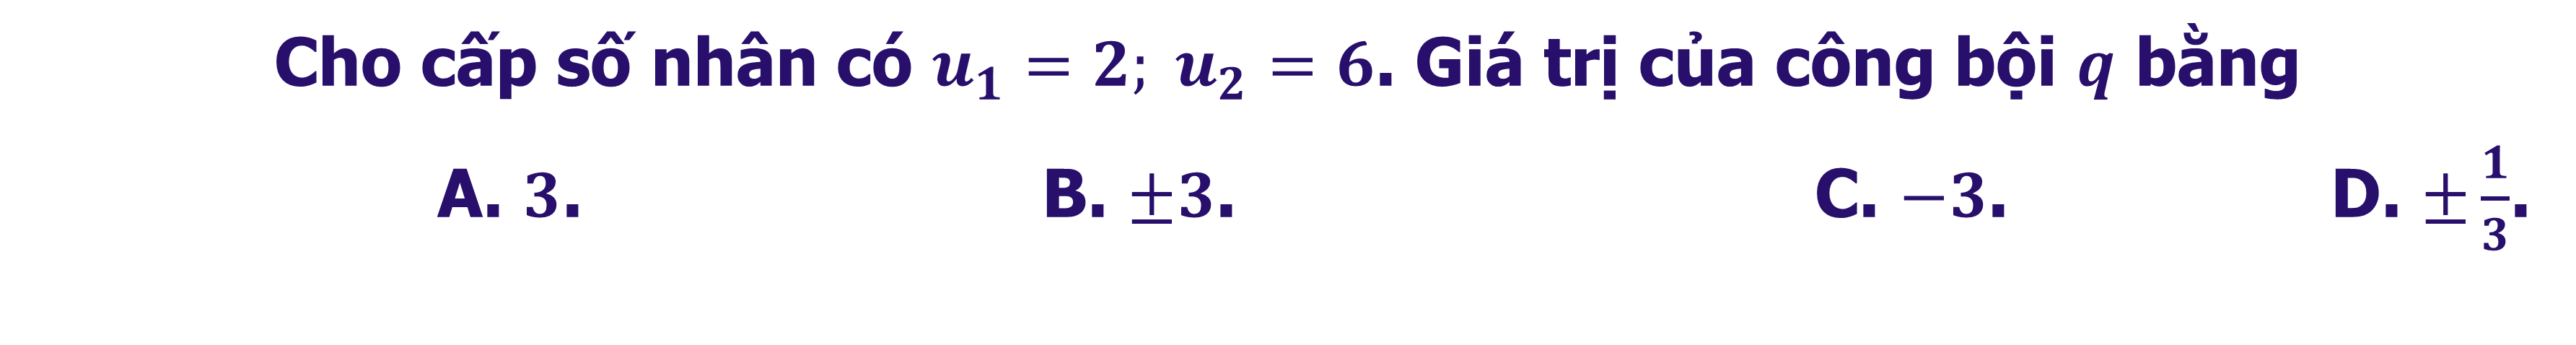 Cho cấp số nhân có u₁ = 2; u₂ = 6. Giá trị của công bội q bằng
A. 3. B. ±3. C. −3. D. ±1/3.